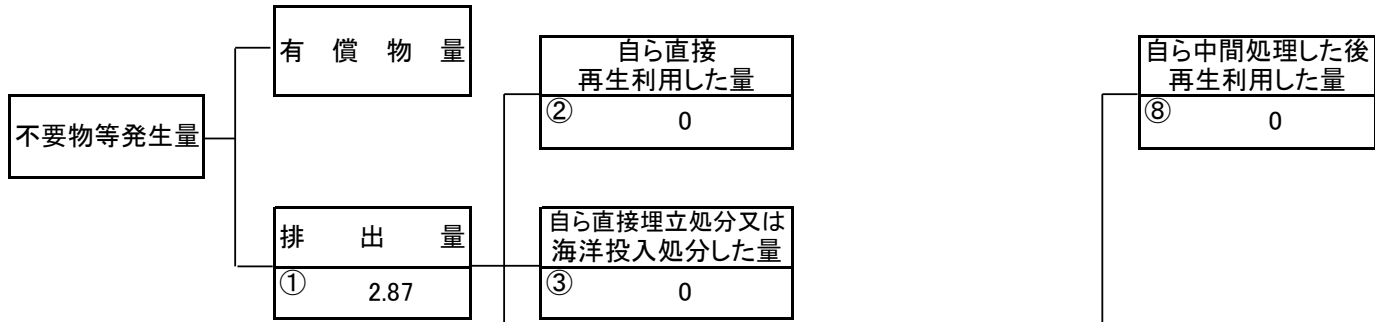 有償物量
自ら直接
再生利用した量
② 0
自ら中間処理した後
再生利用した量
⑧ 0
不要物等発生量
排出量
① 2.87
自ら直接埋立処分又は
海洋投入処分した量
③ 0